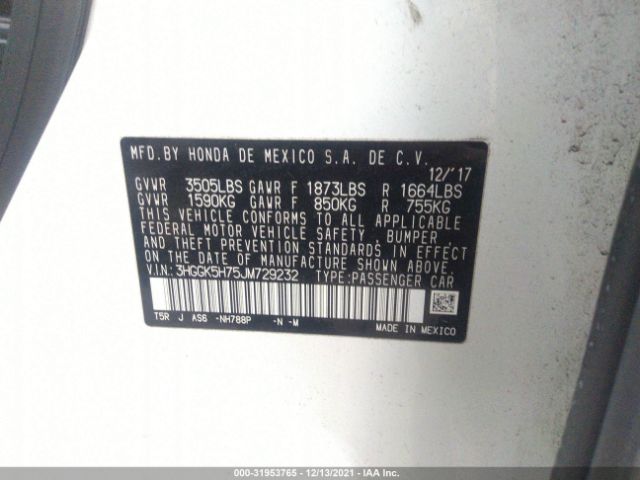 MFD.BY HONDA DE MEXICO S.A. DE C.V.
12/'17
GVWR 3505LBS GAWR F 1873LBS R 1664LBS
GVWR 1590KG GAWR F 850KG R 755KG
THIS VEHICLE CONFORMS TO ALL APPLICABLE
FEDERAL MOTOR VEHICLE SAFETY, BUMPER,
AND THEFT PREVENTION STANDARDS IN EFFECT
ON THE DATE OF MANUFACTURE SHOWN ABOVE.
V.I.N.:3HGGK5H75JM729232 TYPE:PASSENGER CAR
T5R J AS6 -NH788P -N -M
MADE IN MEXICO
000-31953765 - 12/13/2021 - IAAI.COM